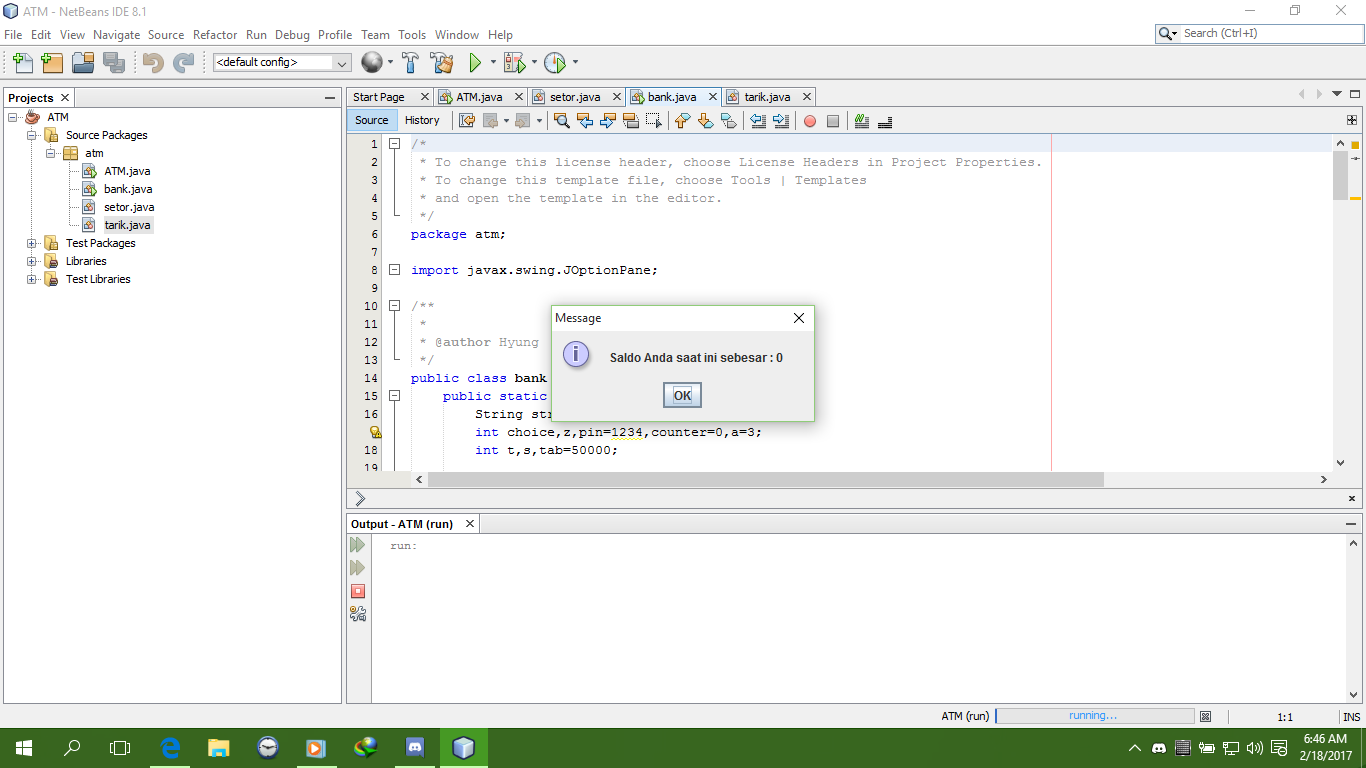 ATM - NetBeans IDE 8.1
File Edit View Navigate Source Refactor Run Debug Profile Team Tools Window Help
Search (Ctrl+I)
<default config>
Projects
ATM
Source Packages
atm
ATM.java
bank.java
setor.java
tarik.java
Test Packages
Libraries
Test Libraries
Start Page ATM.java setor.java bank.java tarik.java
Source History
1 /*
2 * To change this license header, choose License Headers in Project Properties.
3 * To change this template file, choose Tools | Templates
4 * and open the template in the editor.
5 */
6 package atm;
7
8 import javax.swing.JOptionPane;
9
10 /**
11 *
12 * @author Hyung
13 */
14 public class bank
15 public static
16 String str
int choice,z,pin=1234,counter=0,a=3;
18 int t,s,tab=50000;
19
Message
Saldo Anda saat ini sebesar : 0
OK
Output - ATM (run)
run:
ATM (run) running... 1:1 INS
6:46 AM
2/18/2017